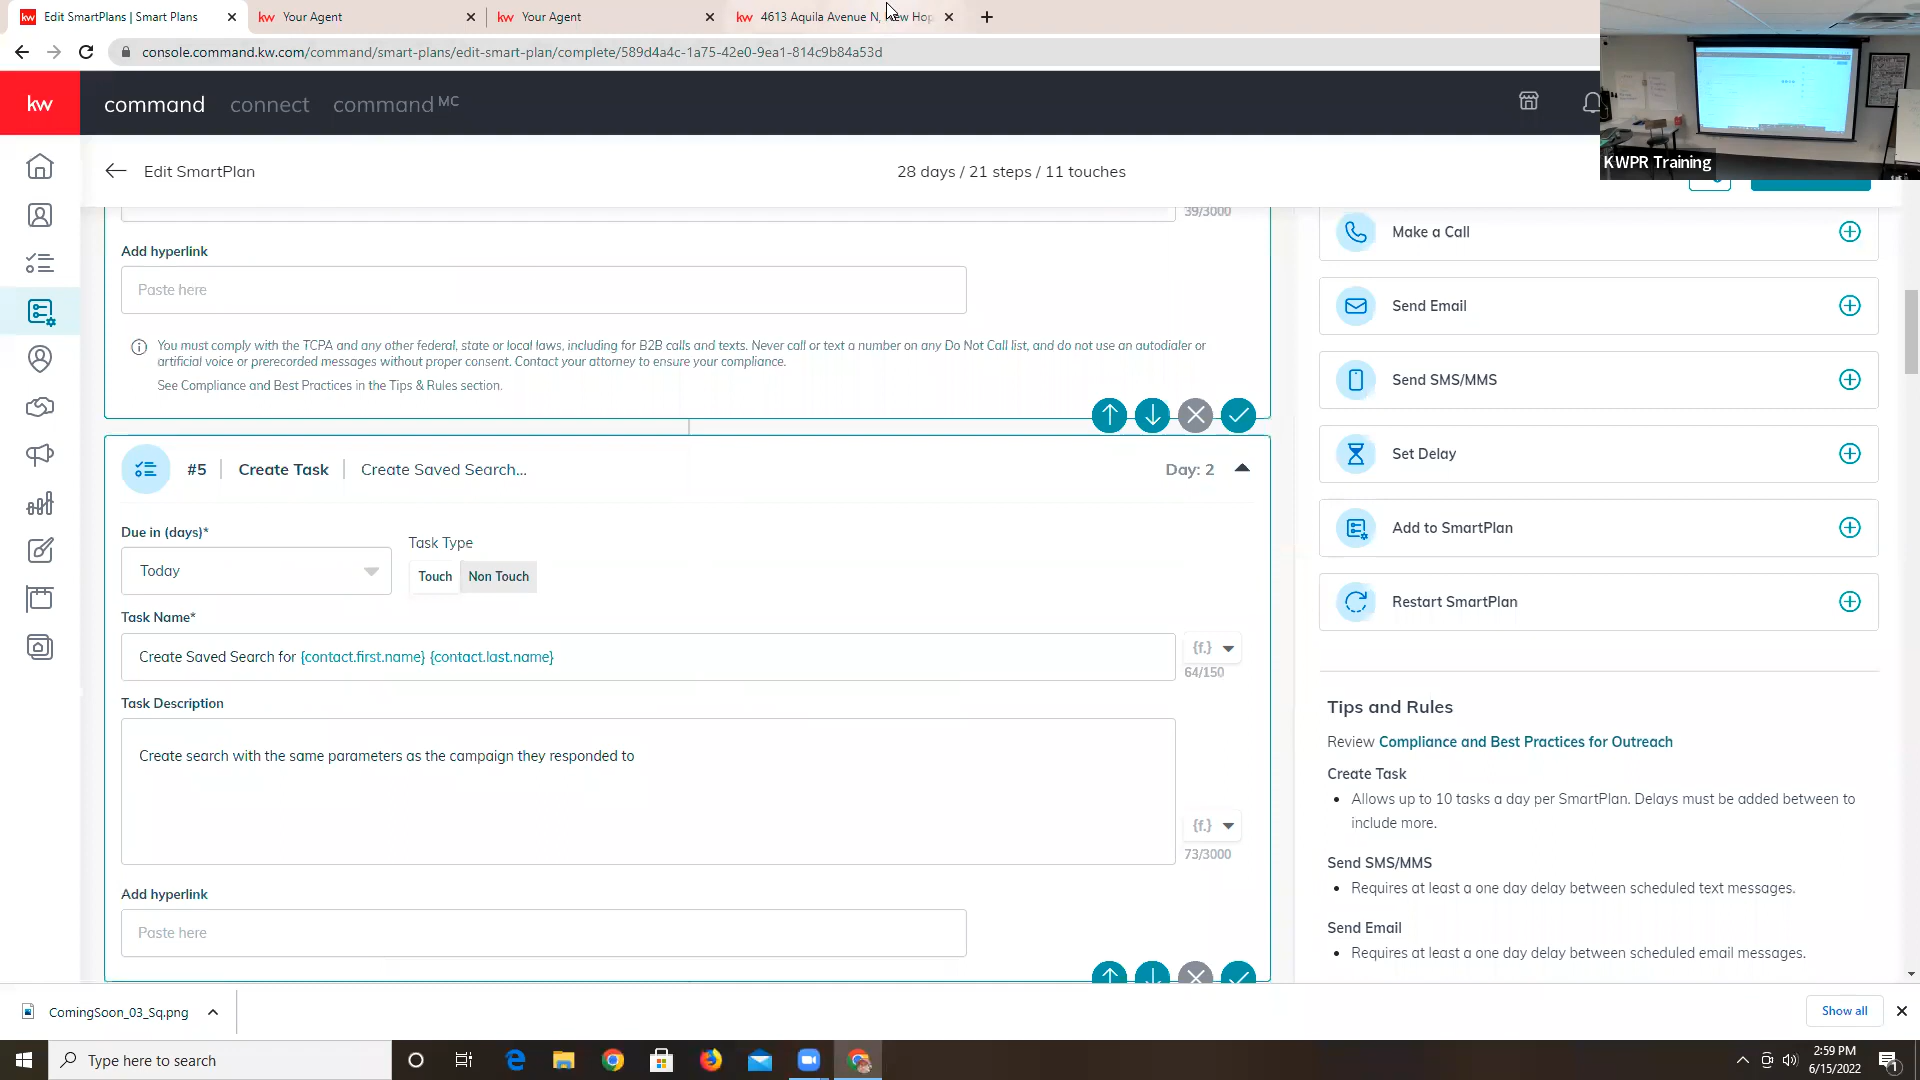 Edit SmartPlans | Smart Plans
kw Your Agent
kw Your Agent
kw 4613 Aquila Avenue N, New Hop
console.command.kw.com/command/smart-plans/edit-smart-plan/complete/589d4a4c-1a75-42e0-9ea1-814c9b84a53d
kw
command
connect
command MC
KWPR Training
Edit SmartPlan
28 days / 21 steps / 11 touches
39/3000
Add hyperlink
Paste here
You must comply with the TCPA and any other federal, state or local laws, including for B2B calls and texts. Never call or text a number on any Do Not Call list, and do not use an autodialer or
artificial voice or prerecorded messages without proper consent. Contact your attorney to ensure your compliance.
See Compliance and Best Practices in the Tips & Rules section.
#5 Create Task Create Saved Search... Day: 2
Due in (days)*
Task Type
Today
Touch Non Touch
Task Name*
Create Saved Search for {contact.first.name} {contact.last.name}
{f.}
64/150
Task Description
Create search with the same parameters as the campaign they responded to
{f.}
73/3000
Add hyperlink
Paste here
Make a Call
Send Email
Send SMS/MMS
Set Delay
Add to SmartPlan
Restart SmartPlan
Tips and Rules
Review Compliance and Best Practices for Outreach
Create Task
• Allows up to 10 tasks a day per SmartPlan. Delays must be added between to
include more.
Send SMS/MMS
• Requires at least a one day delay between scheduled text messages.
Send Email
• Requires at least a one day delay between scheduled email messages.
ComingSoon_03_Sq.png
Show all
Type here to search
2:59 PM
6/15/2022
1